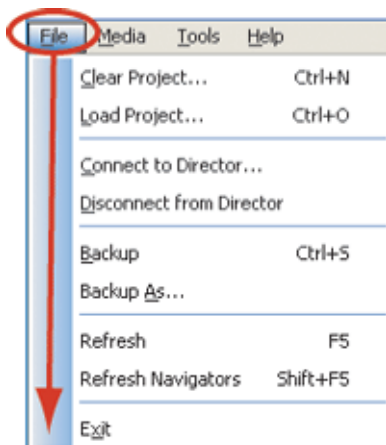 File Media Tools Help
Clear Project... Ctrl+N
Load Project... Ctrl+O
Connect to Director...
Disconnect from Director
Backup Ctrl+S
Backup As...
Refresh F5
Refresh Navigators Shift+F5
Exit